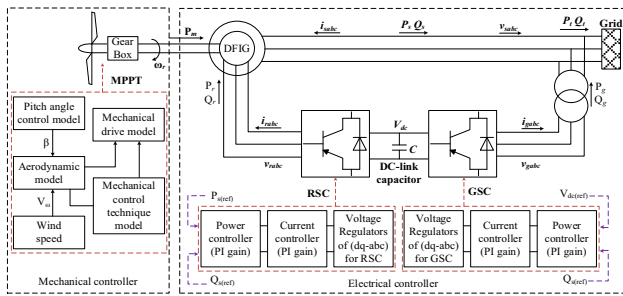 Gear
Box
P_m
ω_r
MPPT
Pitch angle
control model
β
Aerodynamic
model
V_ω
Wind
speed
Mechanical
drive model
Mechanical
control
technique model
Mechanical controller
DFIG
i_sabc
P_s Q_s
v_sabc
P_t Q_t
Grid
P_r
Q_r
i_rabc
v_rabc
V_dc
C
DC-link
capacitor
i_gabc
v_gabc
P_g
Q_g
RSC
GSC
P_s(ref)
Q_s(ref)
Power
controller
(PI gain)
Current
controller
(PI gain)
Voltage
Regulators
of (dq-abc)
for RSC
Voltage
Regulators
of (dq-abc)
for GSC
Current
controller
(PI gain)
Power
controller
(PI gain)
V_dc(ref)
Q_s(ref)
Electrical controller